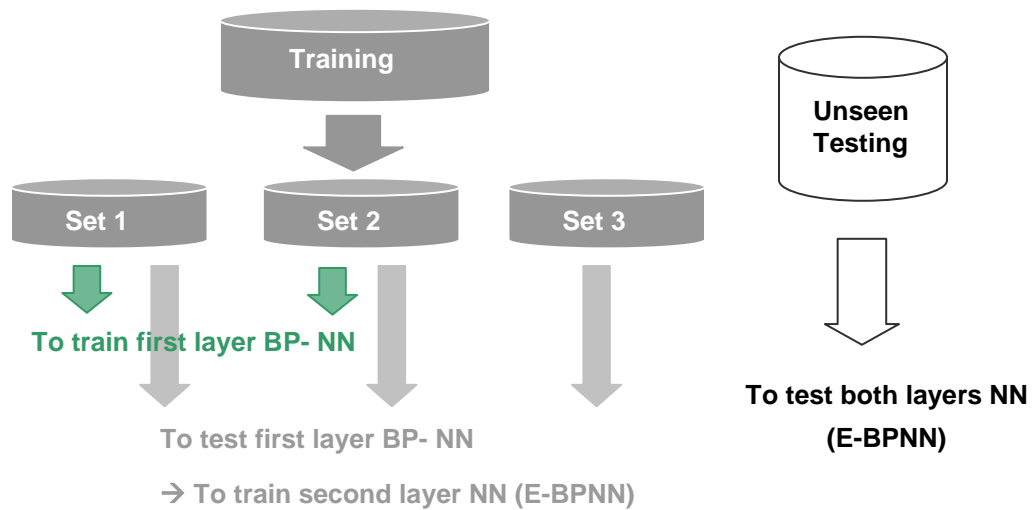 Training
Unseen
Testing
Set 1
Set 2
Set 3
To train first layer BP- NN
To test both layers NN
(E-BPNN)
To test first layer BP- NN
→ To train second layer NN (E-BPNN)